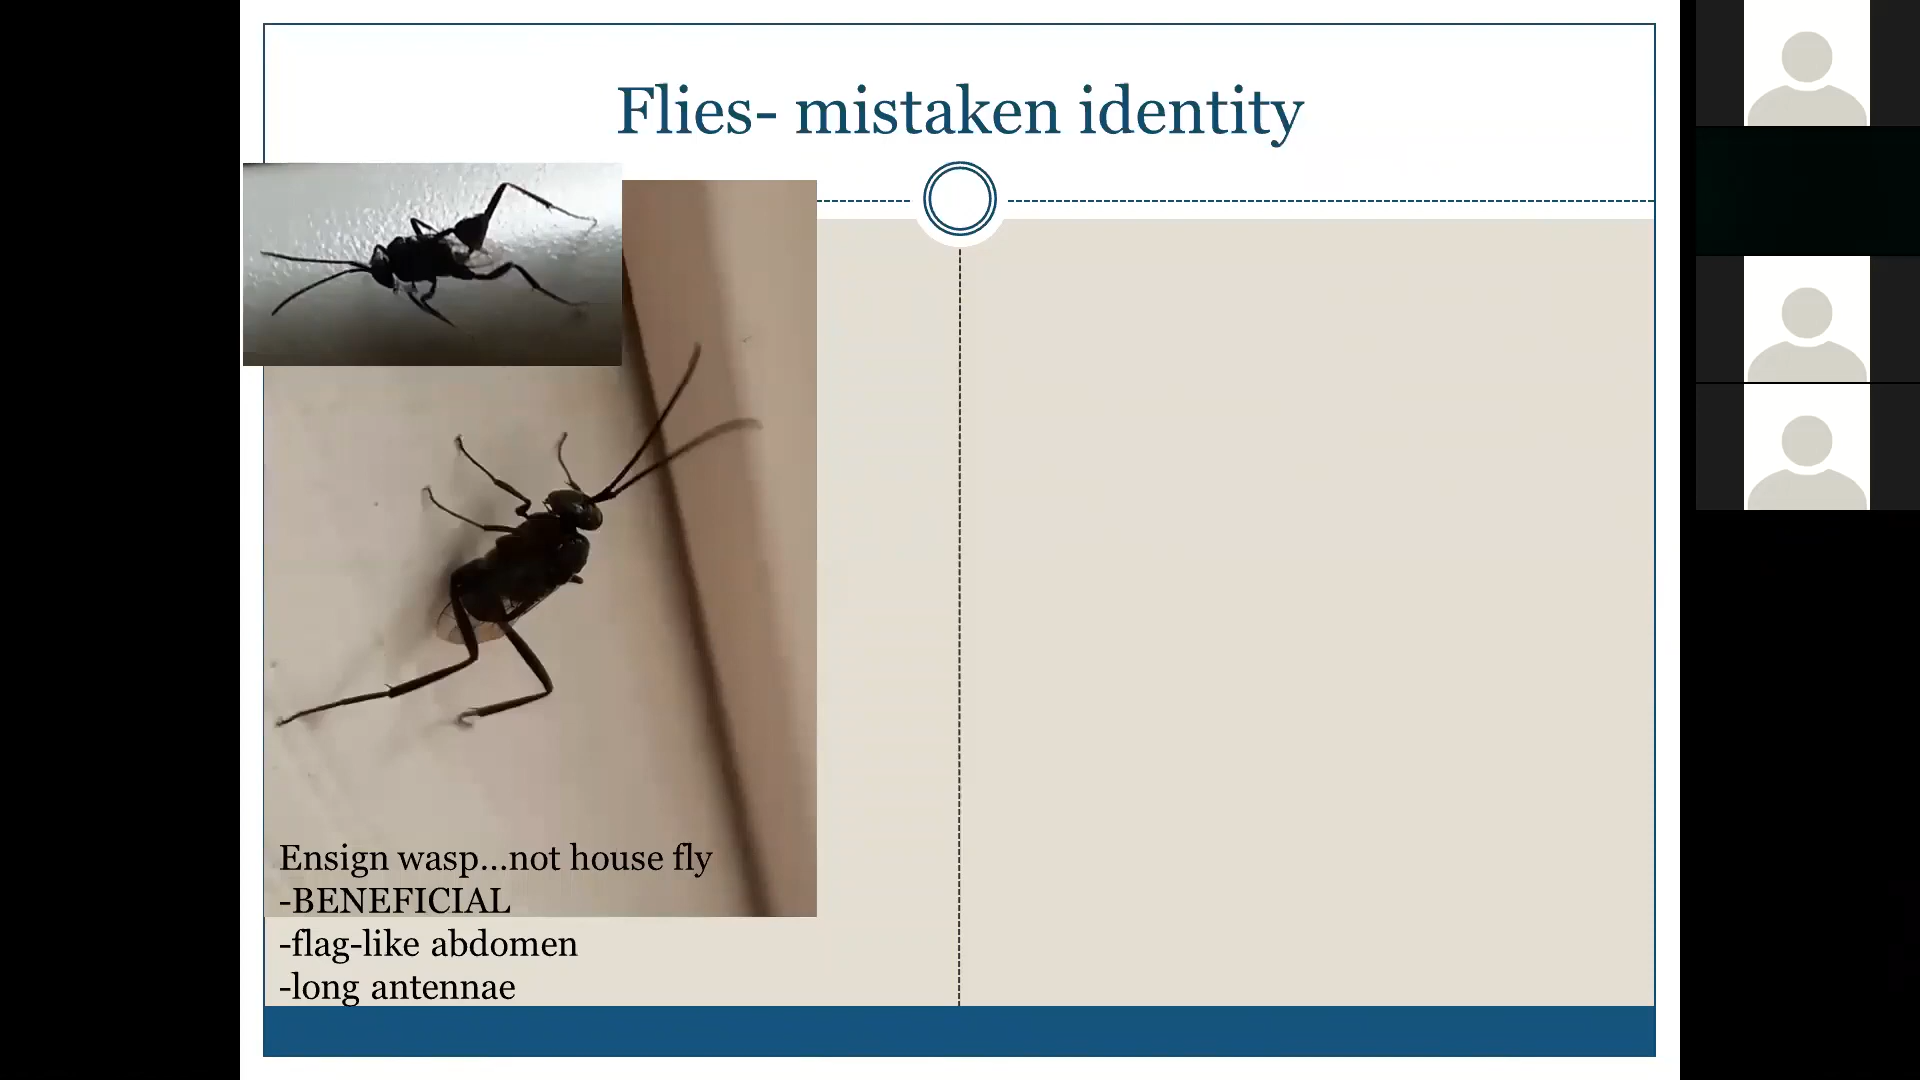 Flies- mistaken identity
Ensign wasp...not house fly
-BENEFICIAL
-flag-like abdomen
-long antennae